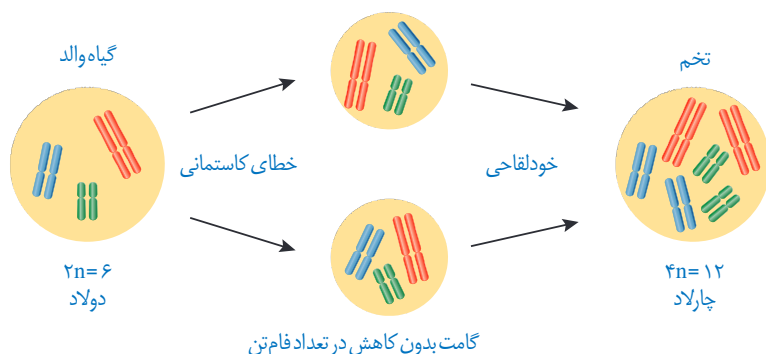 گیاه والد
تخم
خطای کاستمانی
خودلقاحی
۲n= ۶
دولاد
۴n= ۱۲
چارلاد
گامت بدون کاهش در تعداد فام‌تن